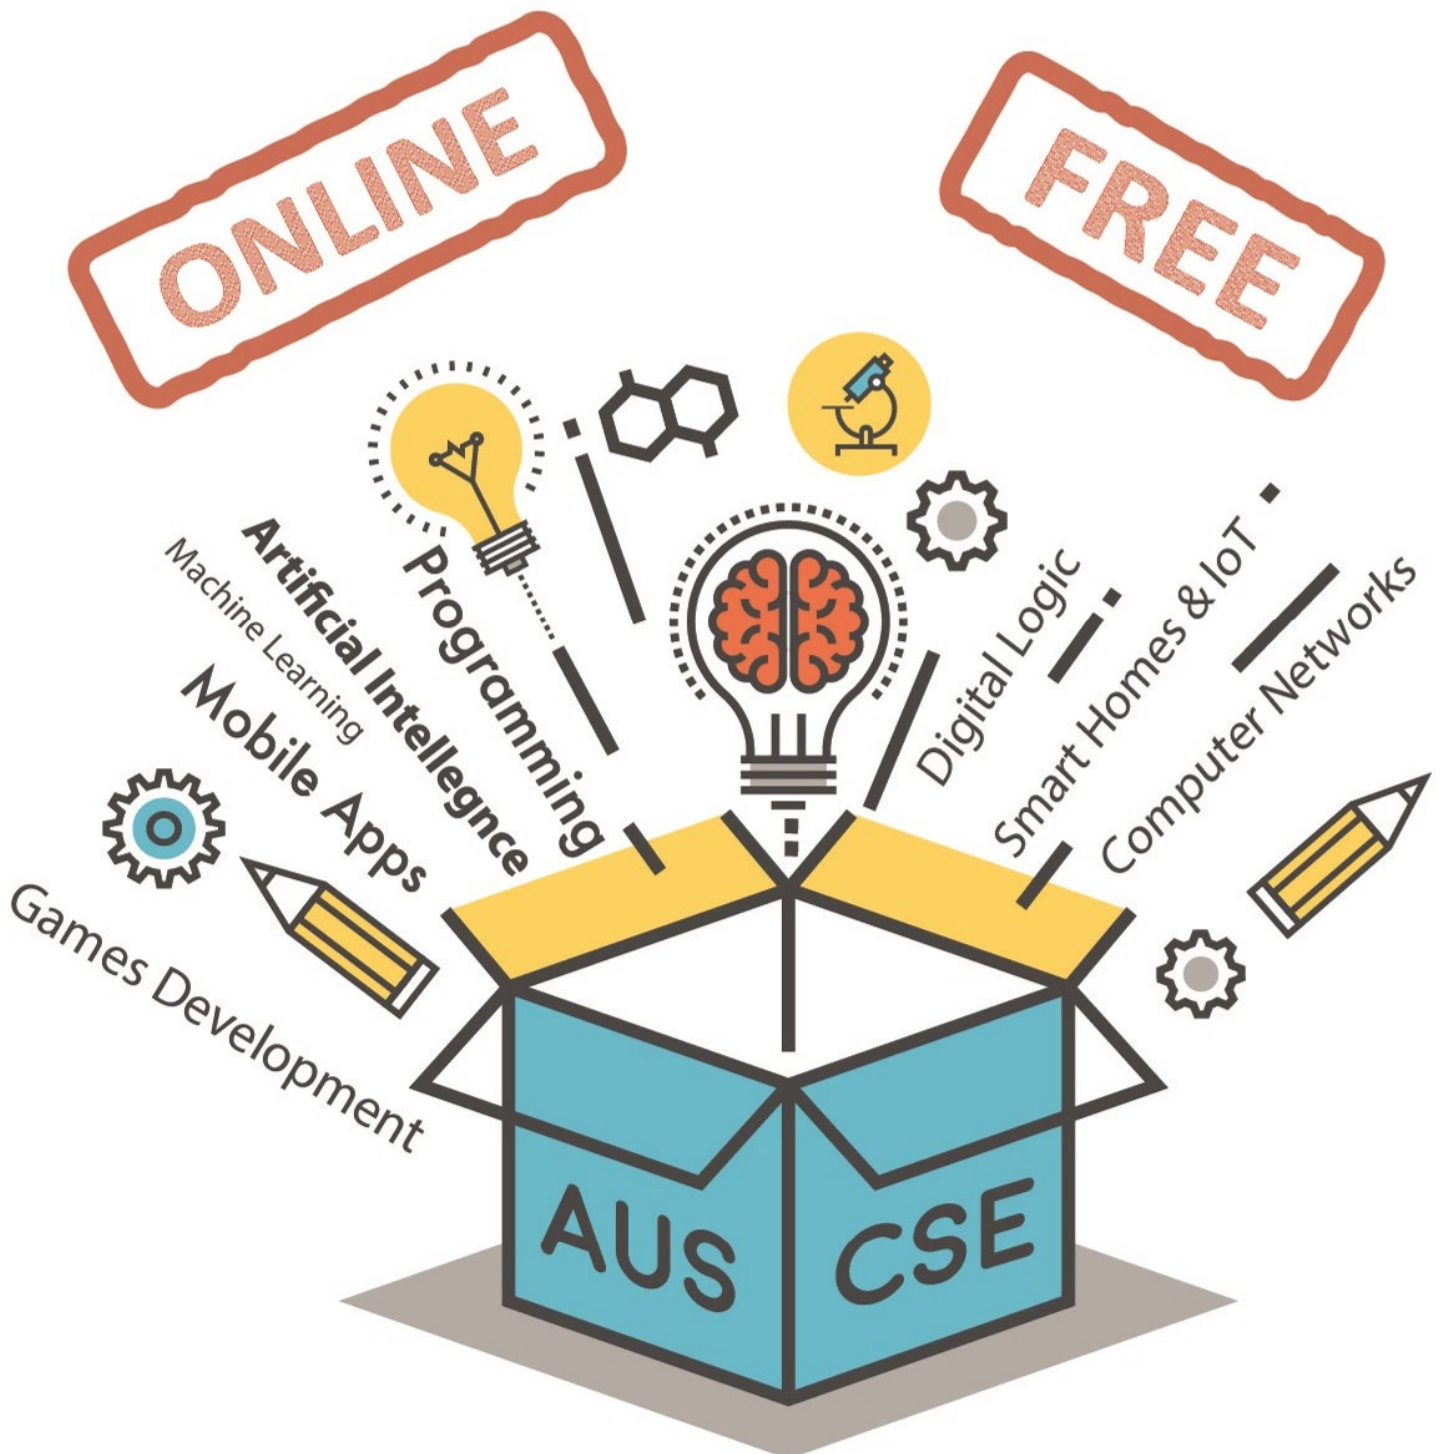 ONLINE
FREE
Programming
Artificial Intellegnce
Machine Learning
Mobile Apps
Games Development
Digital Logic
Smart Homes & IoT
Computer Networks
AUS
CSE